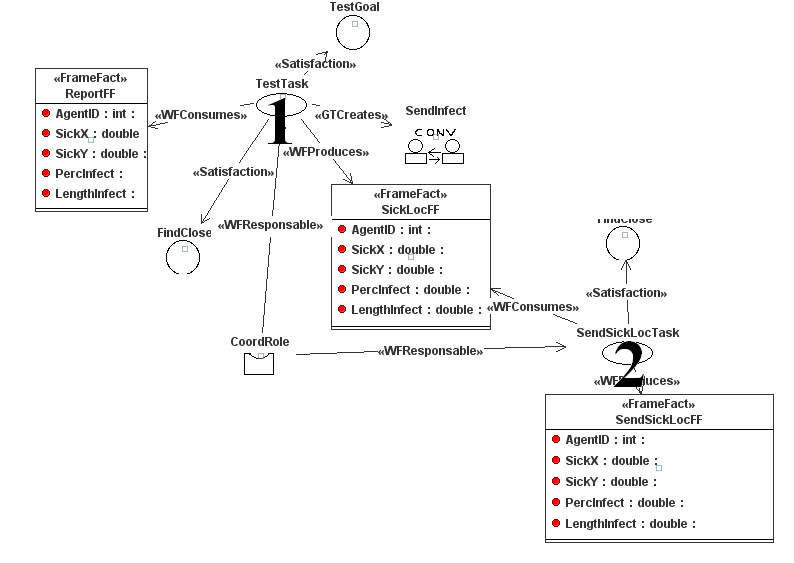 TestGoal
«Satisfaction»
«FrameFact»
ReportFF
AgentID : int :
SickX : double
SickY : double :
PercInfect :
LengthInfect :
TestTask
1
«WFConsumes»
«GTCreates»
SendInfect
CONV
«WFProduces»
«Satisfaction»
FindClose
«WFResponsable»
«FrameFact»
SickLocFF
AgentID : int :
SickX : double :
SickY : double :
PercInfect : double :
LengthInfect : double :
FindClose
«Satisfaction»
«WFConsumes»
SendSickLocTask
2
CoordRole
«WFResponsable»
«WFProduces»
«FrameFact»
SendSickLocFF
AgentID : int :
SickX : double :
SickY : double :
PercInfect : double :
LengthInfect : double :